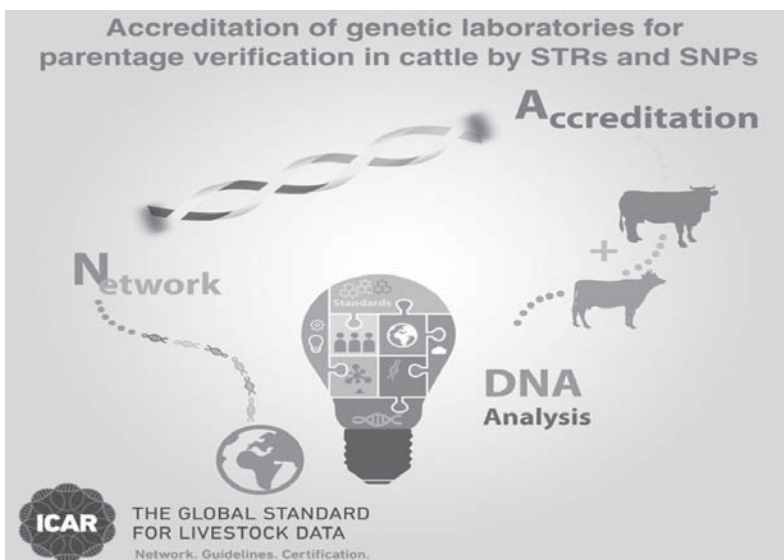 Accreditation of genetic laboratories for
parentage verification in cattle by STRs and SNPs
Accreditation
Network
Standards
DNA
Analysis
ICAR
THE GLOBAL STANDARD
FOR LIVESTOCK DATA
Network. Guidelines. Certification.